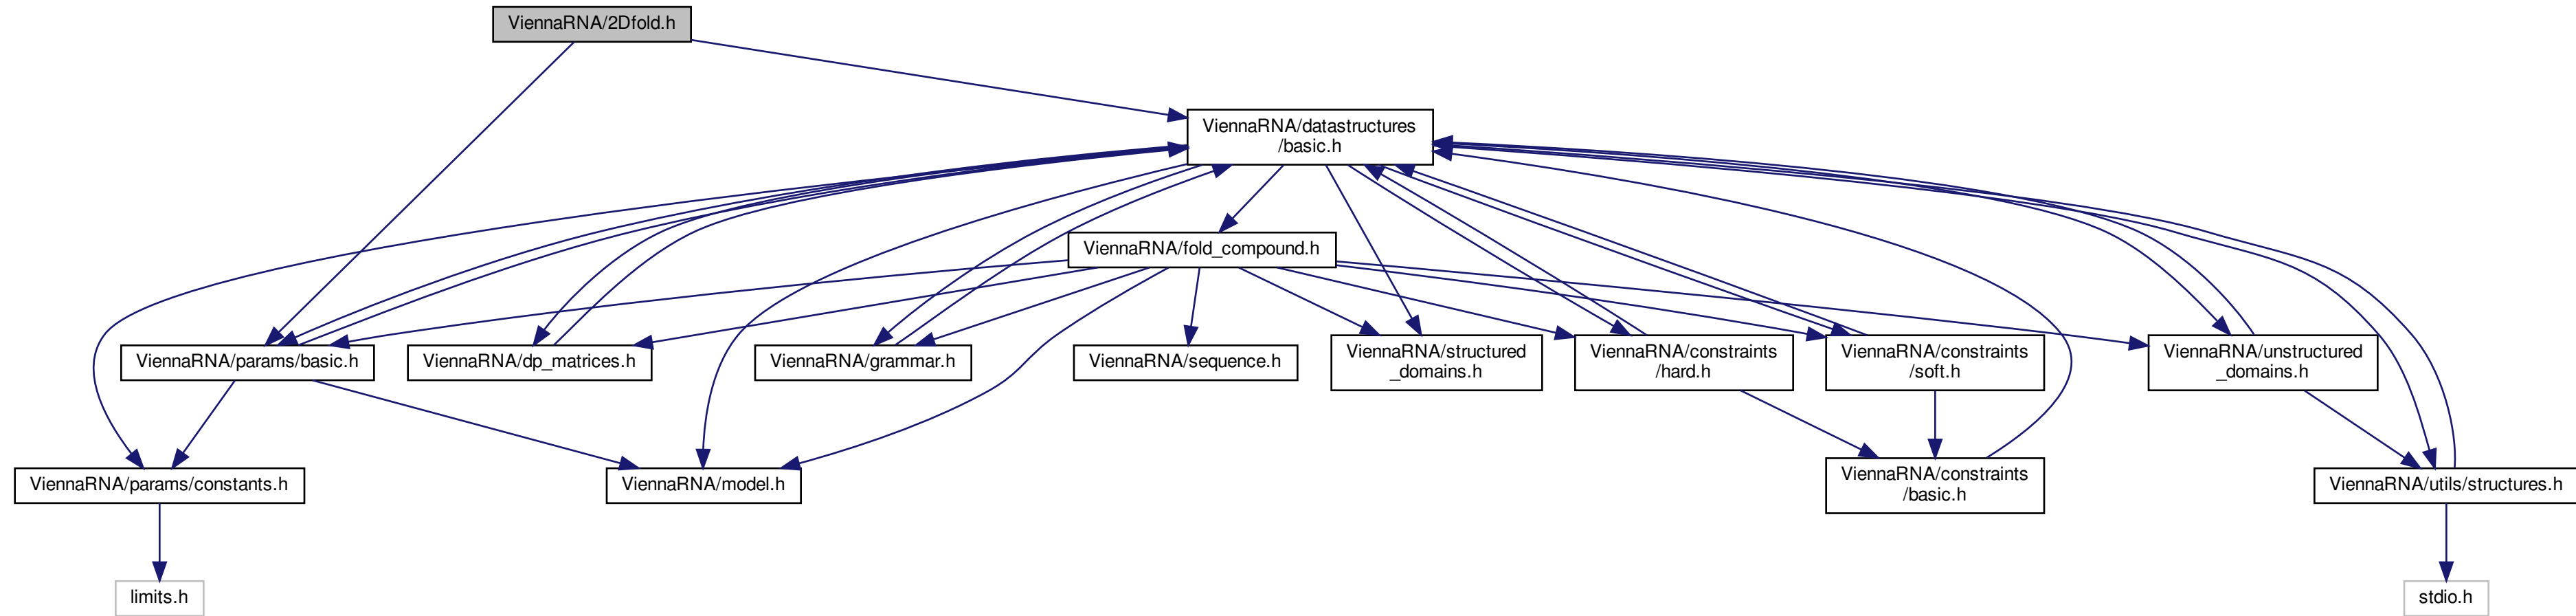 ViennaRNA/2Dfold.h
ViennaRNA/datastructures
/basic.h
ViennaRNA/fold_compound.h
ViennaRNA/params/basic.h
ViennaRNA/dp_matrices.h
ViennaRNA/grammar.h
ViennaRNA/sequence.h
ViennaRNA/structured
_domains.h
ViennaRNA/constraints
/hard.h
ViennaRNA/constraints
/soft.h
ViennaRNA/unstructured
_domains.h
ViennaRNA/params/constants.h
ViennaRNA/model.h
ViennaRNA/constraints
/basic.h
ViennaRNA/utils/structures.h
limits.h
stdio.h